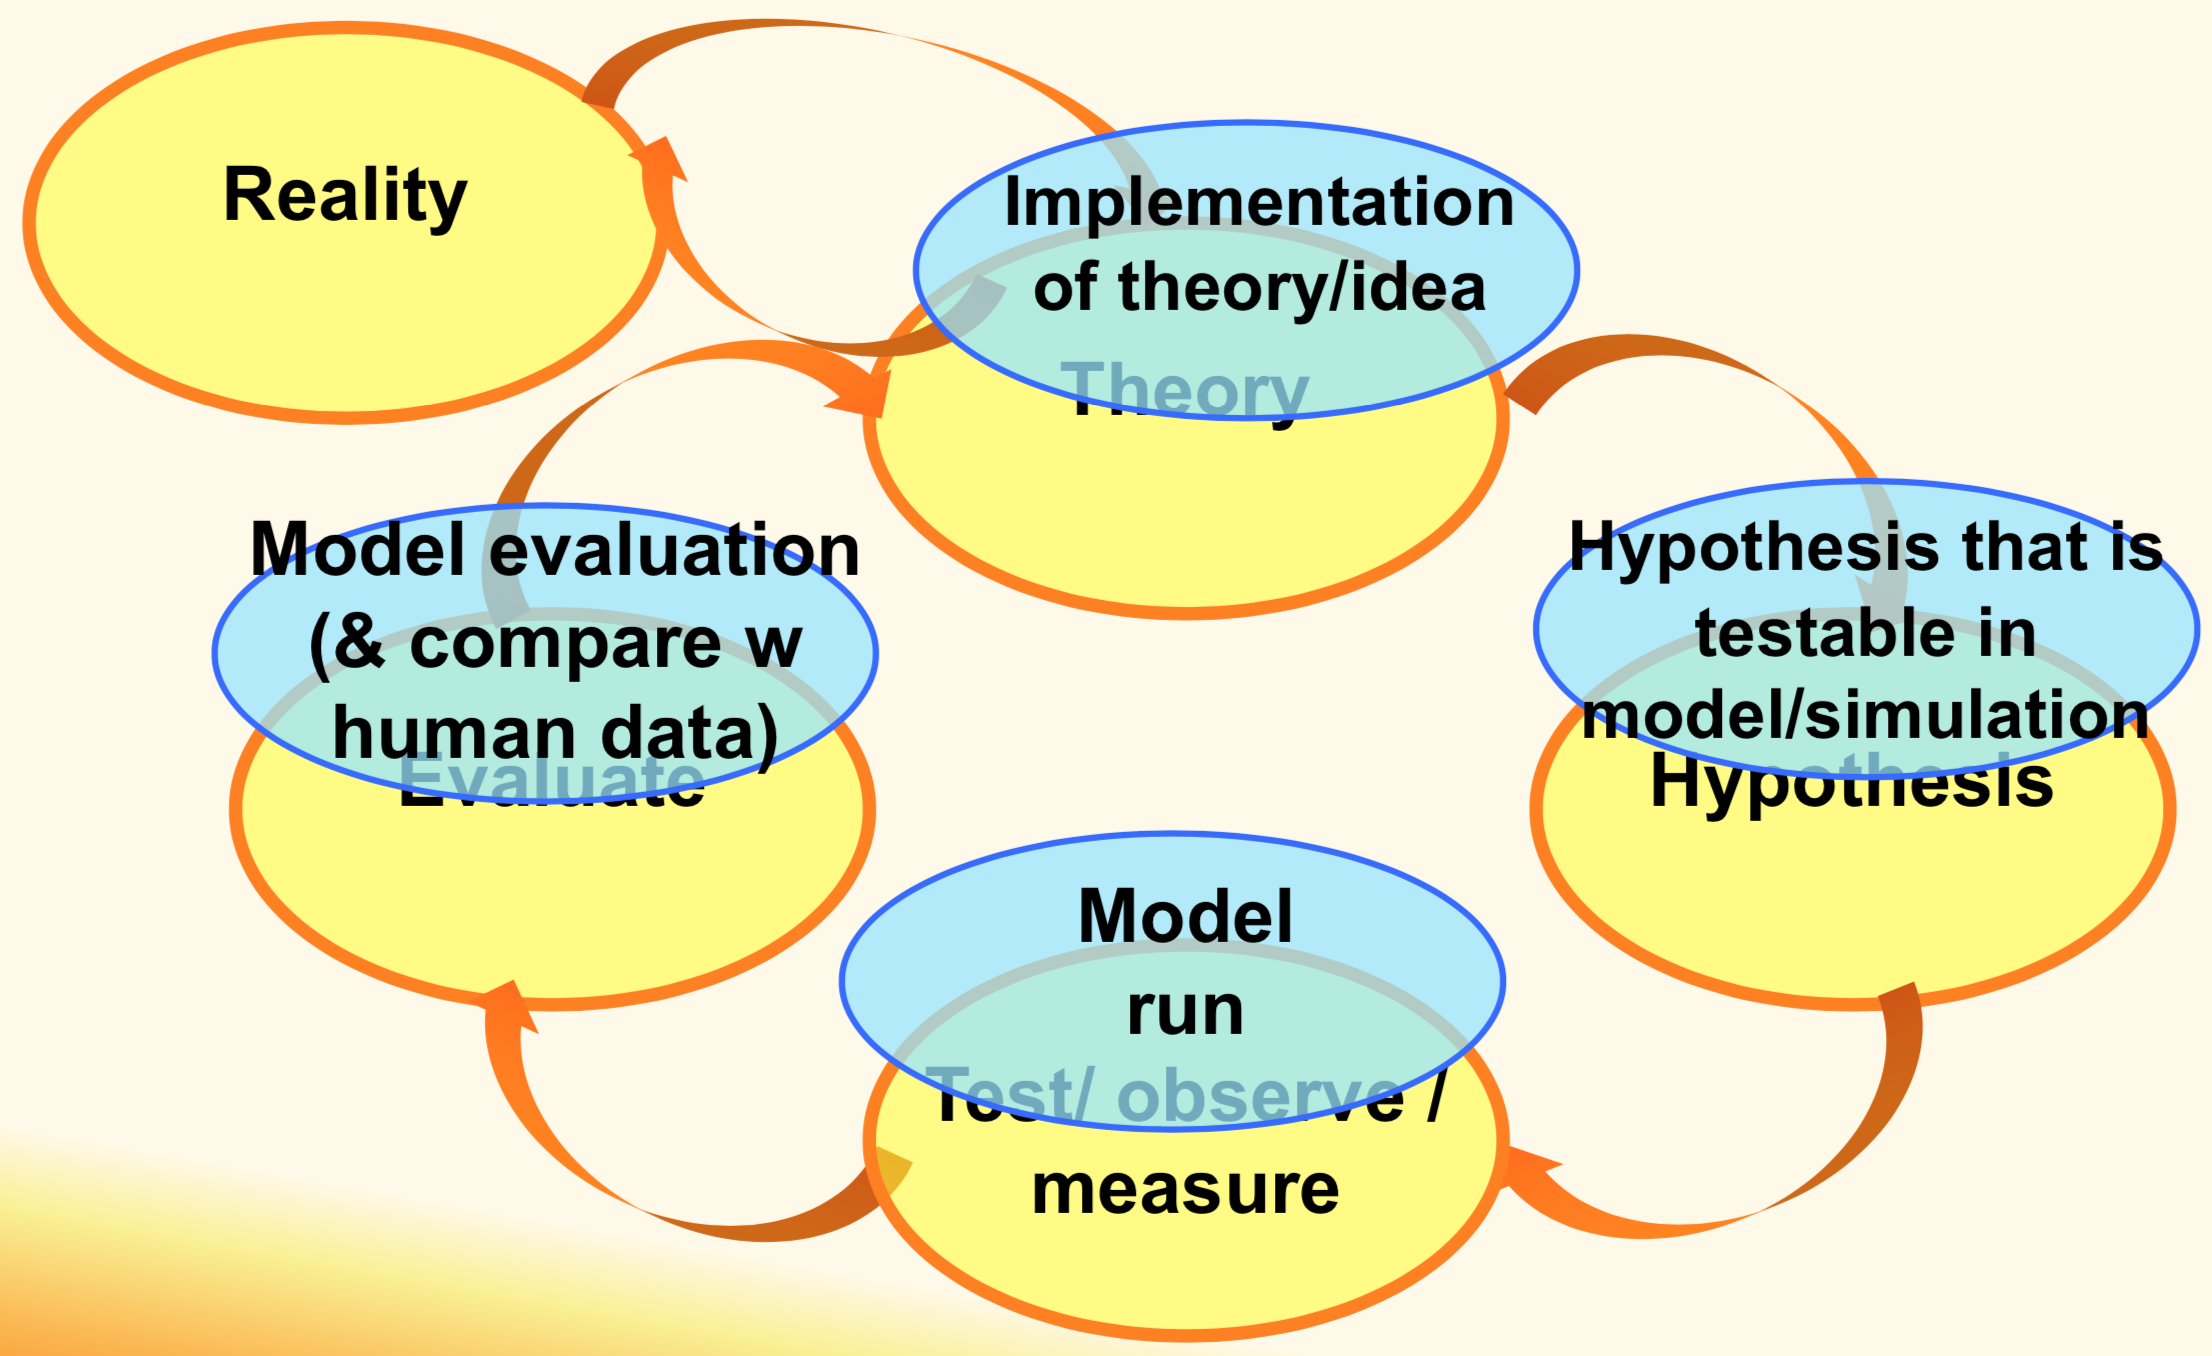 Reality
Implementation
of theory/idea
Theory
Model evaluation
(& compare w
human data)
Evaluate
Hypothesis that is
testable in
model/simulation
Hypothesis
Model
run
Test/ observe /
measure